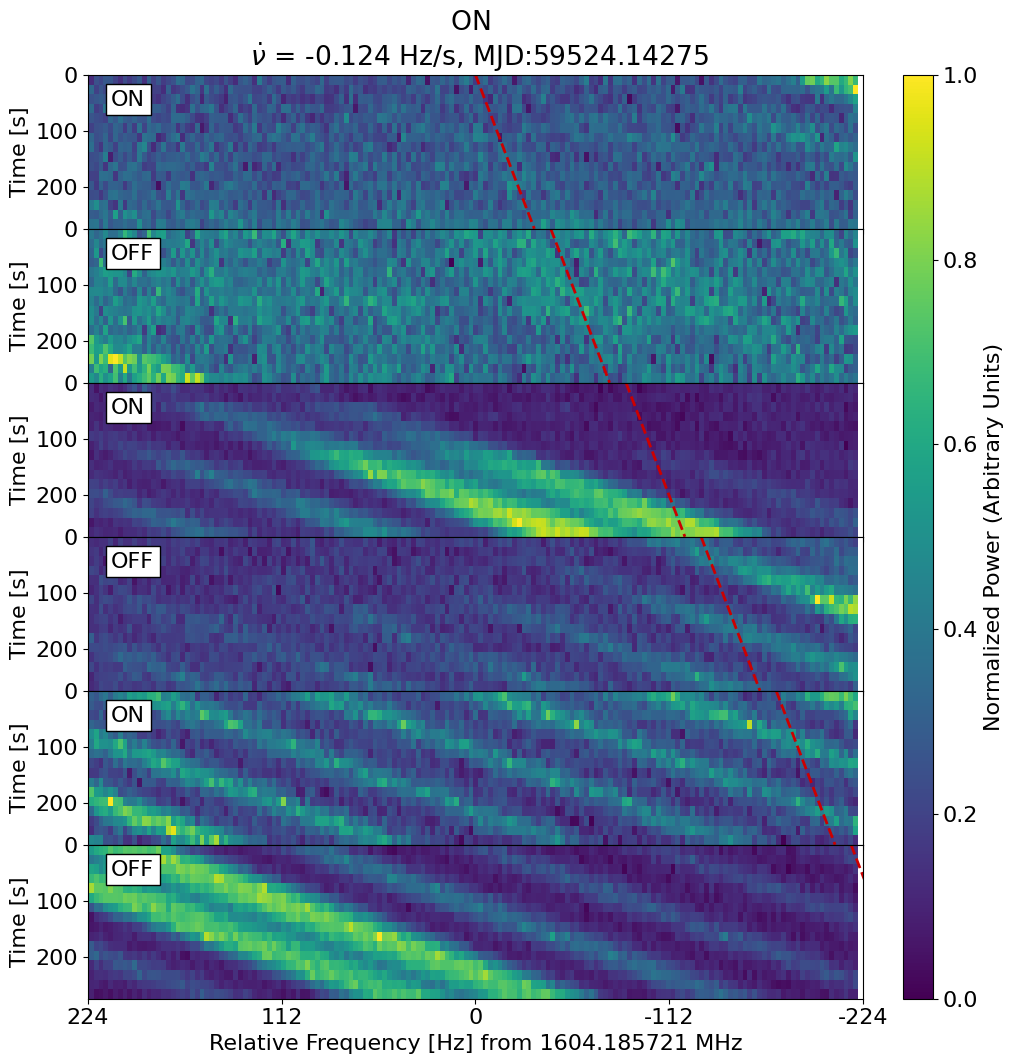 ON
ν̇ = -0.124 Hz/s, MJD:59524.14275
0
100
200
Time [s]
ON
0
100
200
Time [s]
OFF
0
100
200
Time [s]
ON
0
100
200
Time [s]
OFF
0
100
200
Time [s]
ON
0
100
200
Time [s]
OFF
224 112 0 -112 -224
Relative Frequency [Hz] from 1604.185721 MHz
1.0
0.8
0.6
0.4
0.2
0.0
Normalized Power (Arbitrary Units)